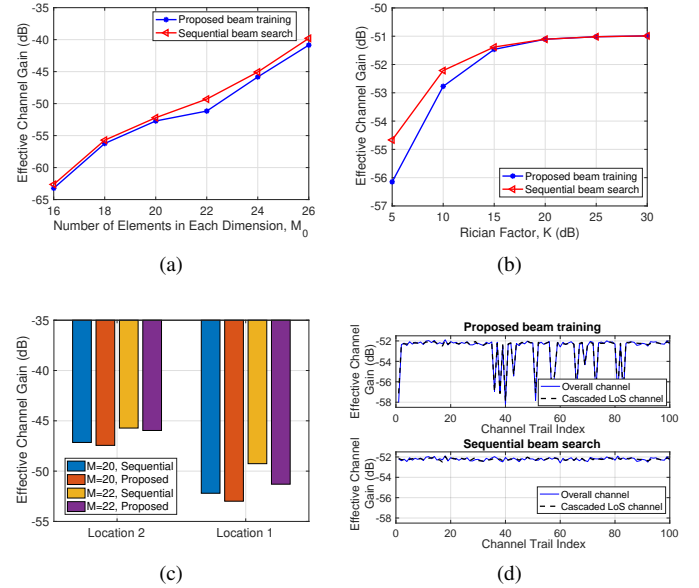 -35
-40
-45
-50
-55
-60
-65
Effective Channel Gain (dB)
Proposed beam training
Sequential beam search
16 18 20 22 24 26
Number of Elements in Each Dimension, M_0
(a)
-50
-51
-52
-53
-54
-55
-56
-57
Effective Channel Gain (dB)
Proposed beam training
Sequential beam search
5 10 15 20 25 30
Rician Factor, K (dB)
(b)
-35
-40
-45
-50
-55
Effective Channel Gain (dB)
M=20, Sequential
M=20, Proposed
M=22, Sequential
M=22, Proposed
Location 2 Location 1
(c)
Proposed beam training
-52
-54
-56
-58
Effective Channel
Gain (dB)
Overall channel
Cascaded LoS channel
0 20 40 60 80 100
Channel Trail Index
Sequential beam search
-52
-54
-56
-58
Effective Channel
Gain (dB)
Overall channel
Cascaded LoS channel
0 20 40 60 80 100
Channel Trail Index
(d)